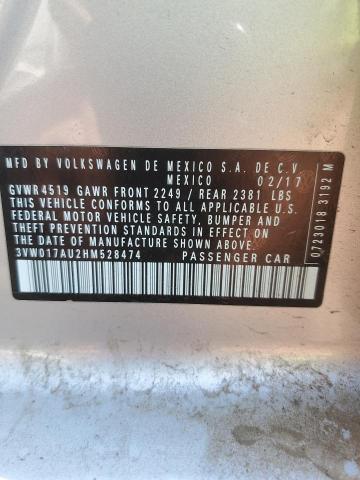 MFD BY VOLKSWAGEN DE MEXICO S.A. DE C.V.
MEXICO 02/17
GVWR 4519 GAWR FRONT 2249 / REAR 2381 LBS
THIS VEHICLE CONFORMS TO ALL APPLICABLE U.S.
FEDERAL MOTOR VEHICLE SAFETY, BUMPER AND
THEFT PREVENTION STANDARDS IN EFFECT ON
THE DATE OF MANUFACTURE SHOWN ABOVE.
3VW017AU2HM528474 PASSENGER CAR
0723018 3192 M